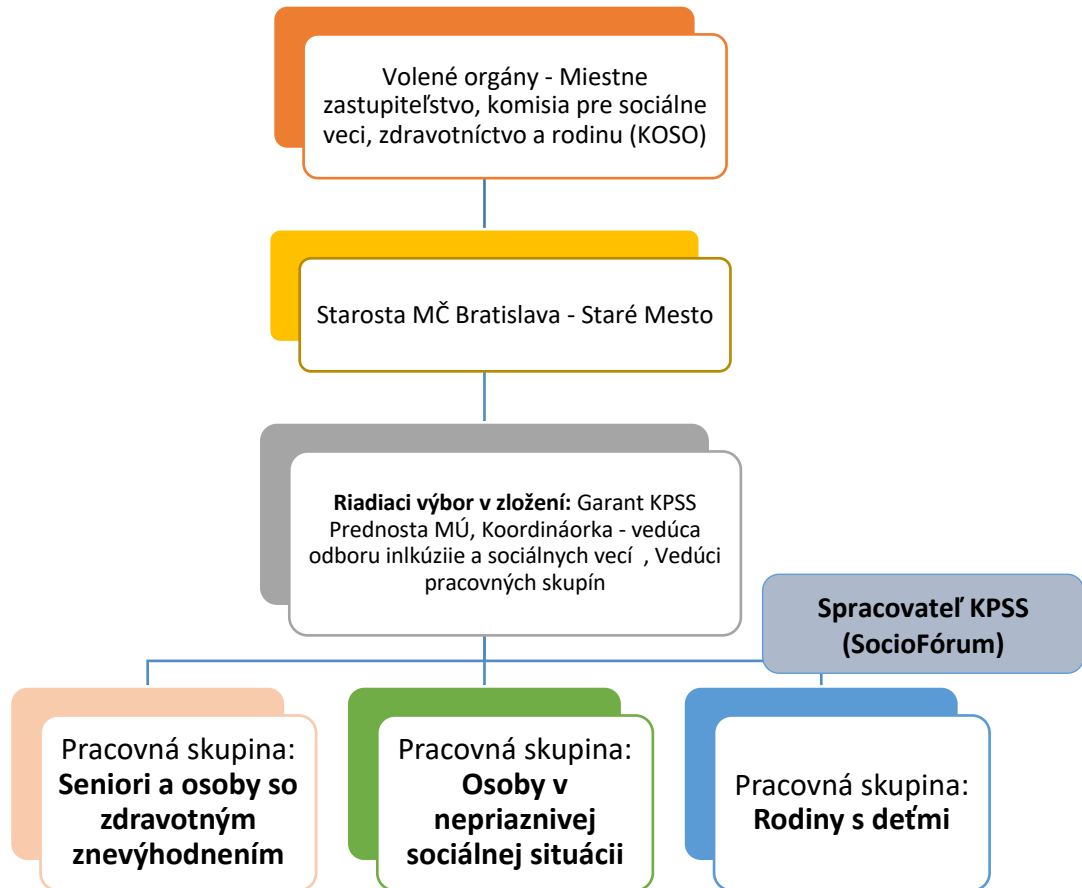 Volené orgány - Miestne
zastupiteľstvo, komisia pre sociálne
veci, zdravotníctvo a rodinu (KOSO)
Starosta MČ Bratislava - Staré Mesto
Riadiaci výbor v zložení: Garant KPSS
Prednosta MÚ, Koordináorka - vedúca
odboru inlkúziie a sociálnych vecí , Vedúci
pracovných skupín
Spracovateľ KPSS
(SocioFórum)
Pracovná skupina:
Seniori a osoby so
zdravotným
znevýhodnením
Pracovná skupina:
Osoby v
nepriaznivej
sociálnej situácii
Pracovná skupina:
Rodiny s deťmi